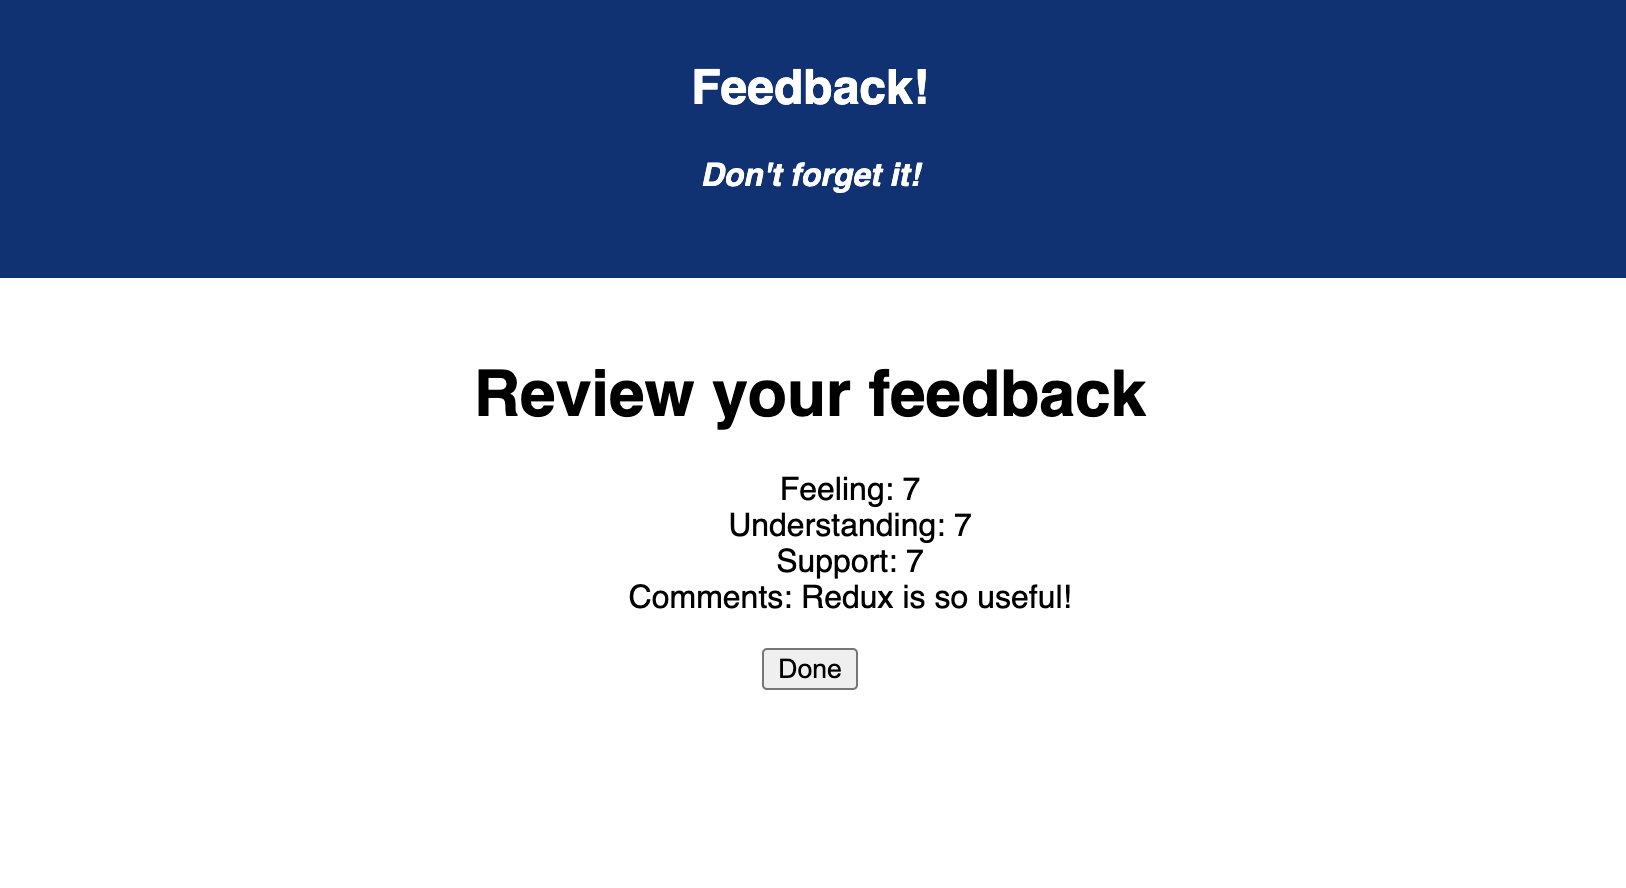 Feedback!
Don't forget it!
Review your feedback
Feeling: 7
Understanding: 7
Support: 7
Comments: Redux is so useful!
Done